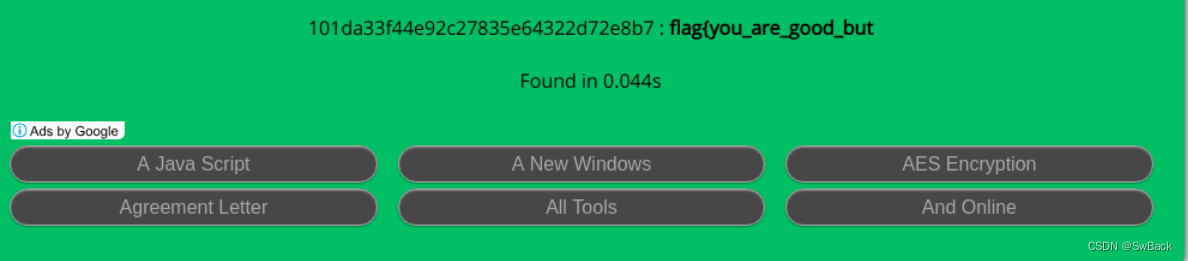 101da33f44e92c27835e64322d72e8b7 : flag{you_are_good_but
Found in 0.044s
Ads by Google
A Java Script A New Windows AES Encryption
Agreement Letter All Tools And Online
CSDN @SwBack